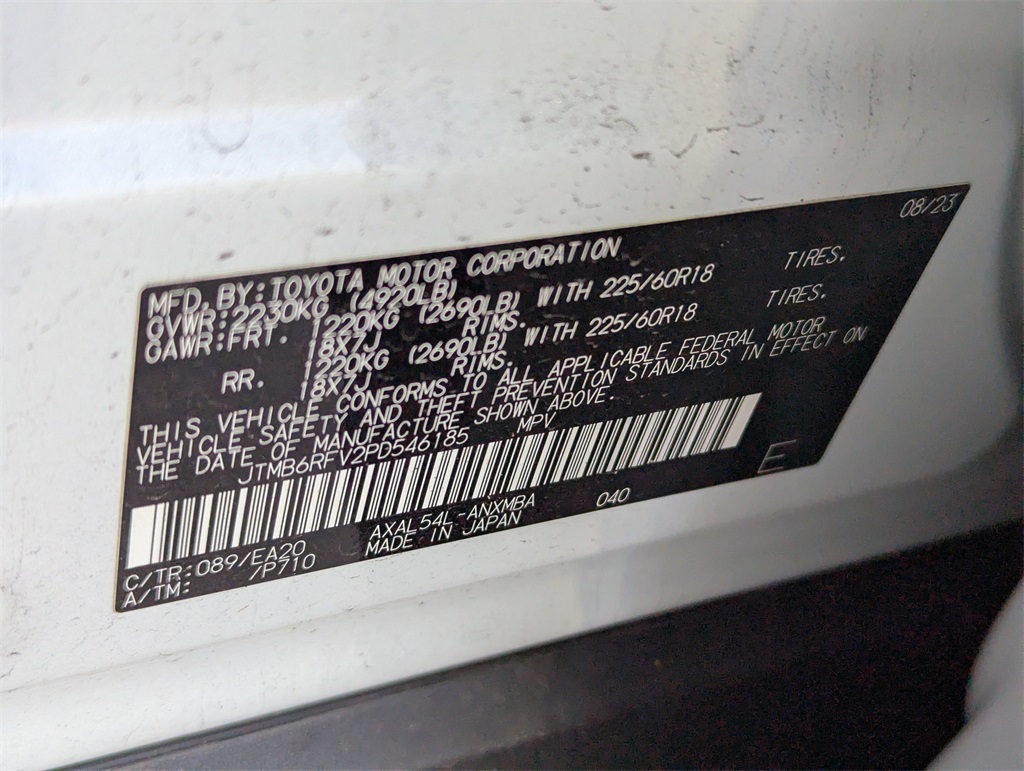 08/23
MFD. BY: TOYOTA MOTOR CORPORATION
GVWR: 2230KG (4920LB)
GAWR: FRT. 1220KG (2690LB) WITH 225/60R18 TIRES.
18X7J RIMS.
RR. 1220KG (2690LB) WITH 225/60R18 TIRES.
18X7J RIMS.
THIS VEHICLE CONFORMS TO ALL APPLICABLE FEDERAL MOTOR
VEHICLE SAFETY AND THEFT PREVENTION STANDARDS IN EFFECT ON
THE DATE OF MANUFACTURE SHOWN ABOVE.
JTMB6RFV2PD546185 MPV
E
C/TR: 089/EA20 AXAL54L-ANXMBA 040
A/TM: /P710 MADE IN JAPAN